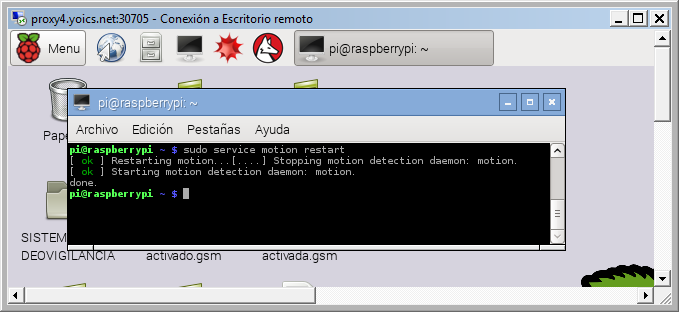 proxy4.yoics.net:30705 - Conexión a Escritorio remoto
Menu
pi@raspberrypi: ~
pi@raspberrypi: ~
Archivo Edición Pestañas Ayuda
pi@raspberrypi ~ $ sudo service motion restart
[ ok ] Restarting motion...[....] Stopping motion detection daemon: motion.
[ ok ] Starting motion detection daemon: motion.
done.
pi@raspberrypi ~ $
Pape
SISTEM
DEOVIGILANCIA activado.gsm activada.gsm